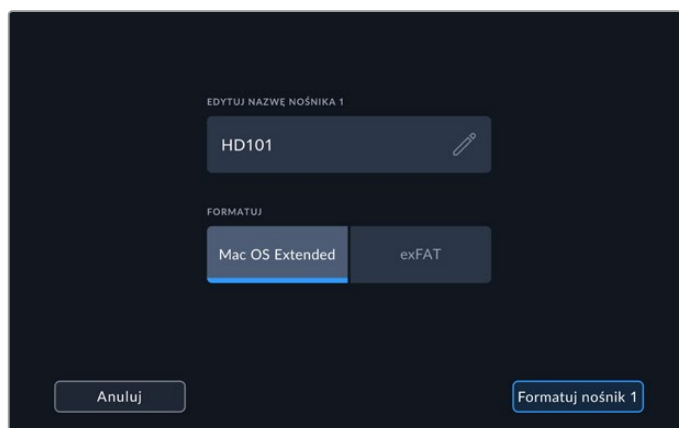 EDYTUJ NAZWĘ NOŚNIKA 1
HD101
FORMATUJ
Mac OS Extended
exFAT
Anuluj
Formatuj nośnik 1